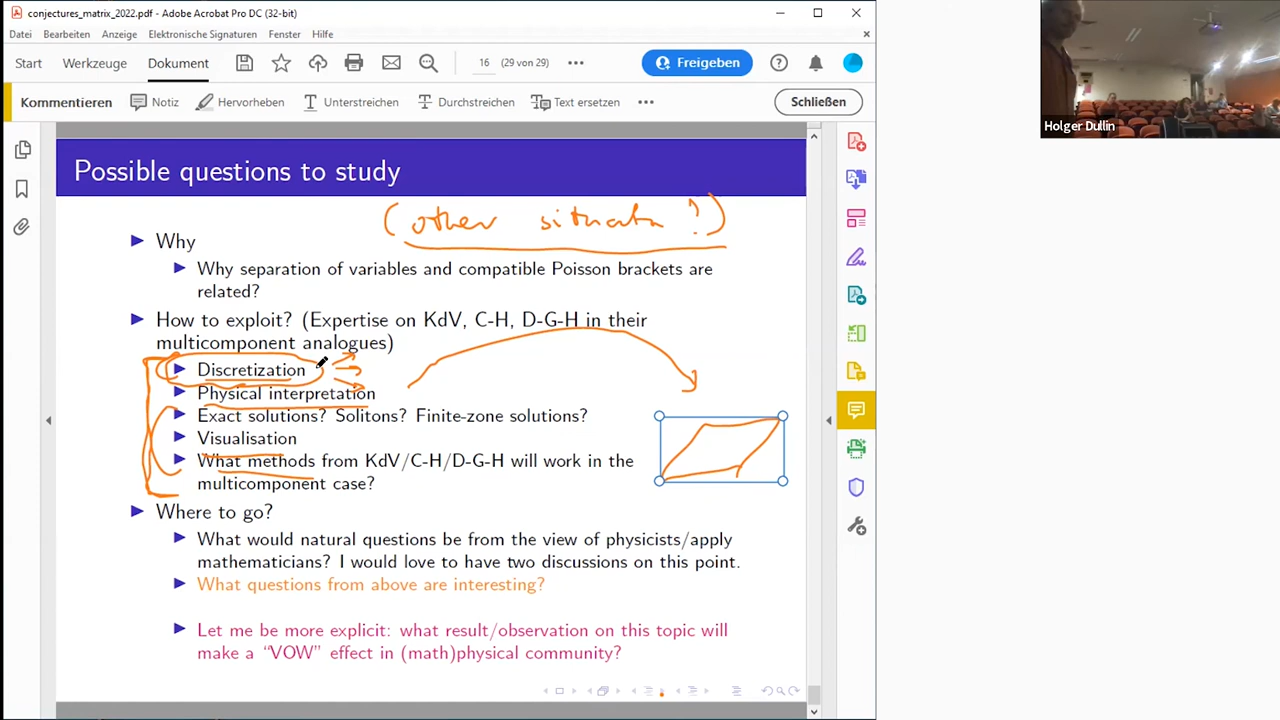 conjectures_matrix_2022.pdf - Adobe Acrobat Pro DC (32-bit)
Datei Bearbeiten Anzeige Elektronische Signaturen Fenster Hilfe
Start Werkzeuge Dokument 16 (29 von 29) Freigeben
Kommentieren Notiz Hervorheben Unterstreichen Durchstreichen Text ersetzen Schließen
Holger Dullin
Possible questions to study
(other situatn ?)
Why
Why separation of variables and compatible Poisson brackets are
related?
How to exploit? (Expertise on KdV, C-H, D-G-H in their
multicomponent analogues)
Discretization
Physical interpretation
Exact solutions? Solitons? Finite-zone solutions?
Visualisation
What methods from KdV/C-H/D-G-H will work in the
multicomponent case?
Where to go?
What would natural questions be from the view of physicists/apply
mathematicians? I would love to have two discussions on this point.
What questions from above are interesting?
Let me be more explicit: what result/observation on this topic will
make a “VOW” effect in (math)physical community?